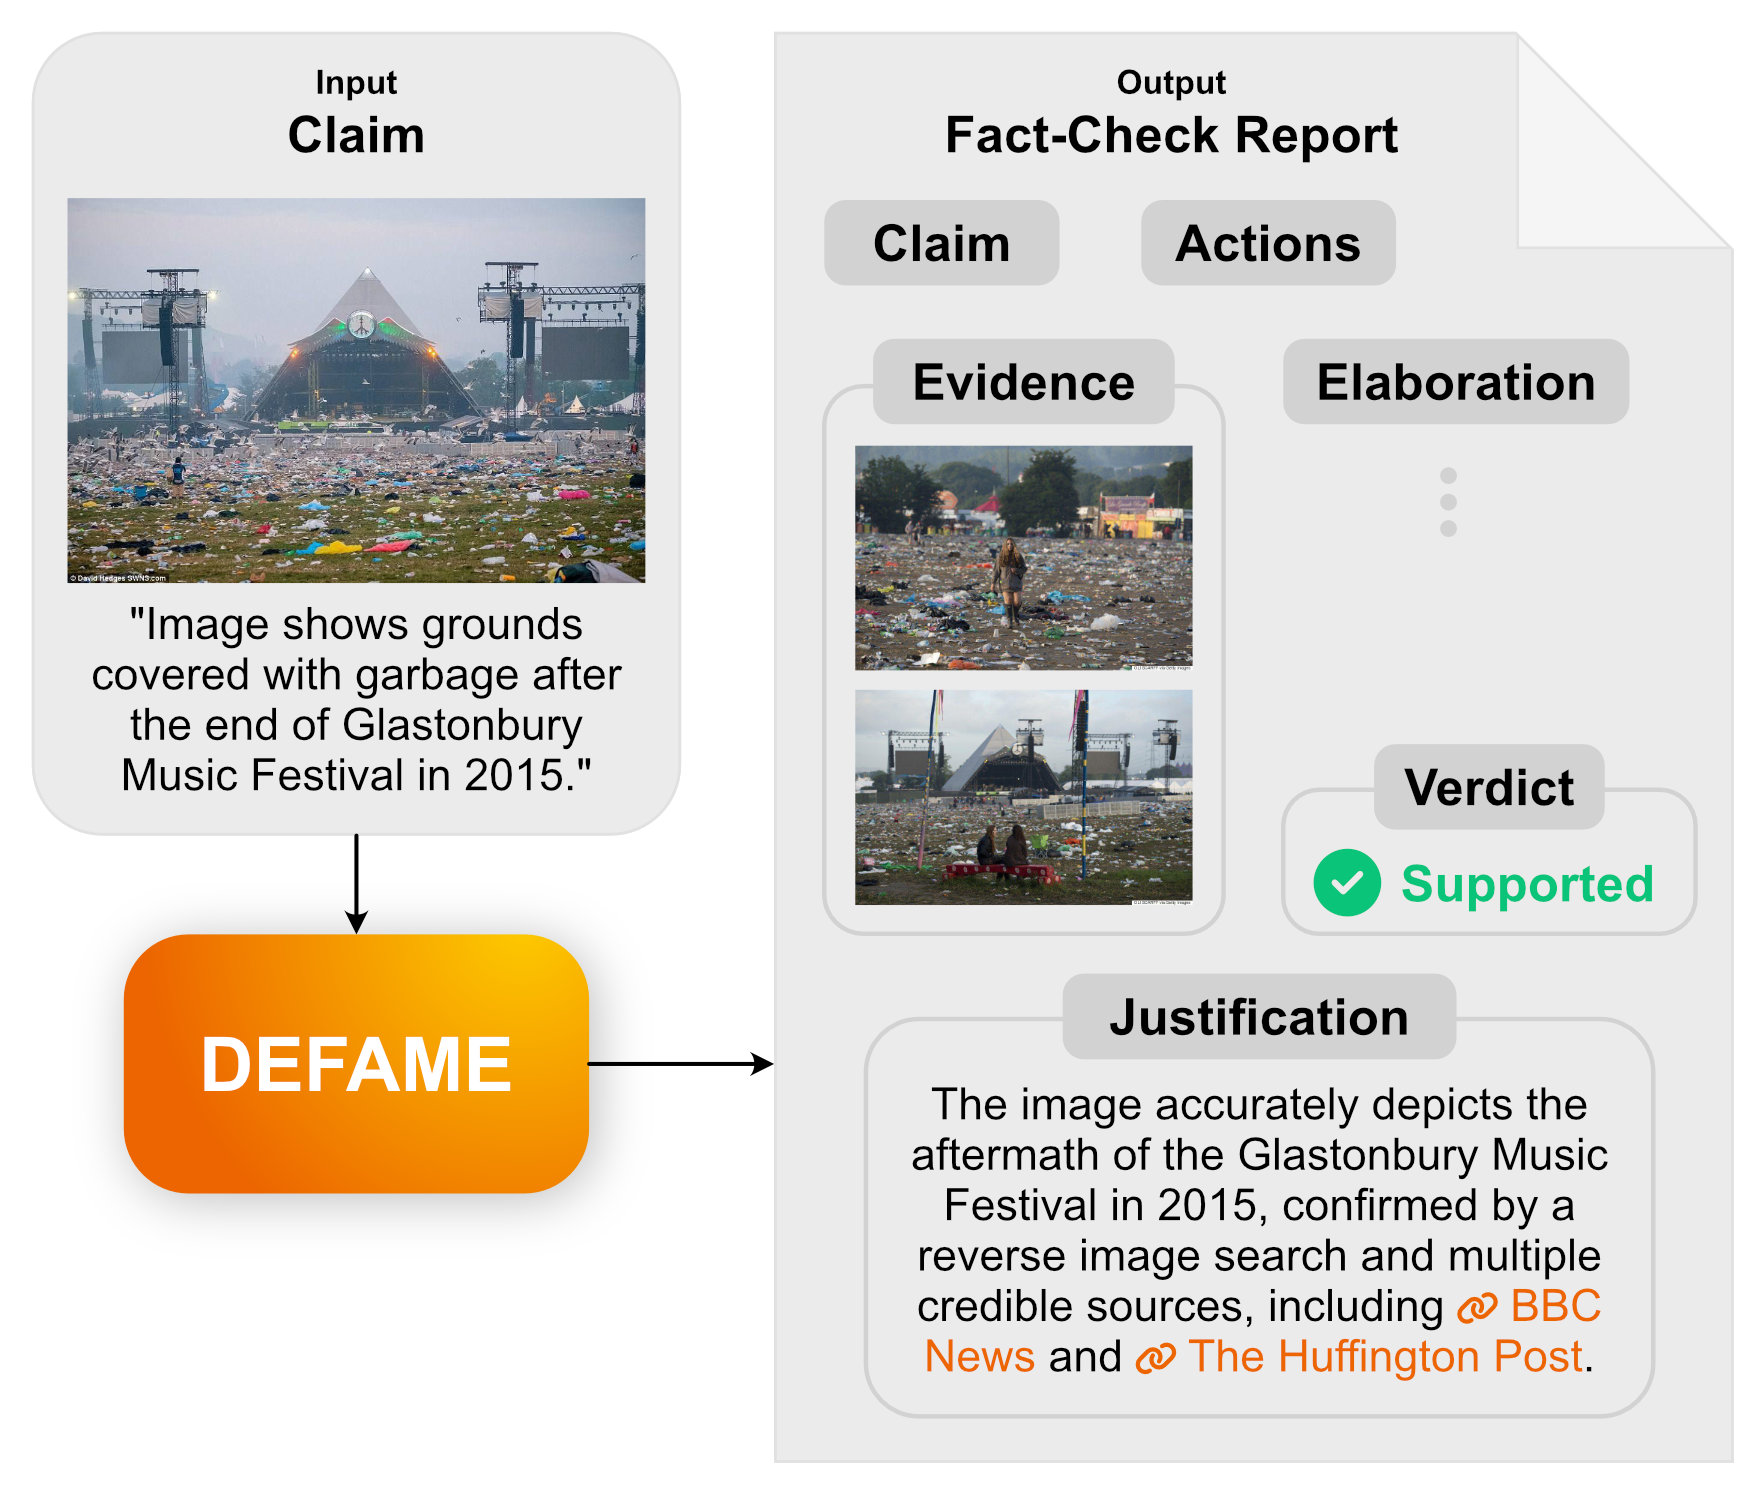 Input
Claim
© David Hedges SWNS.com
"Image shows grounds
covered with garbage after
the end of Glastonbury
Music Festival in 2015."
DEFAME
Output
Fact-Check Report
Claim
Actions
Evidence
Elaboration
Verdict
Supported
Justification
The image accurately depicts the
aftermath of the Glastonbury Music
Festival in 2015, confirmed by a
reverse image search and multiple
credible sources, including BBC
News and The Huffington Post.